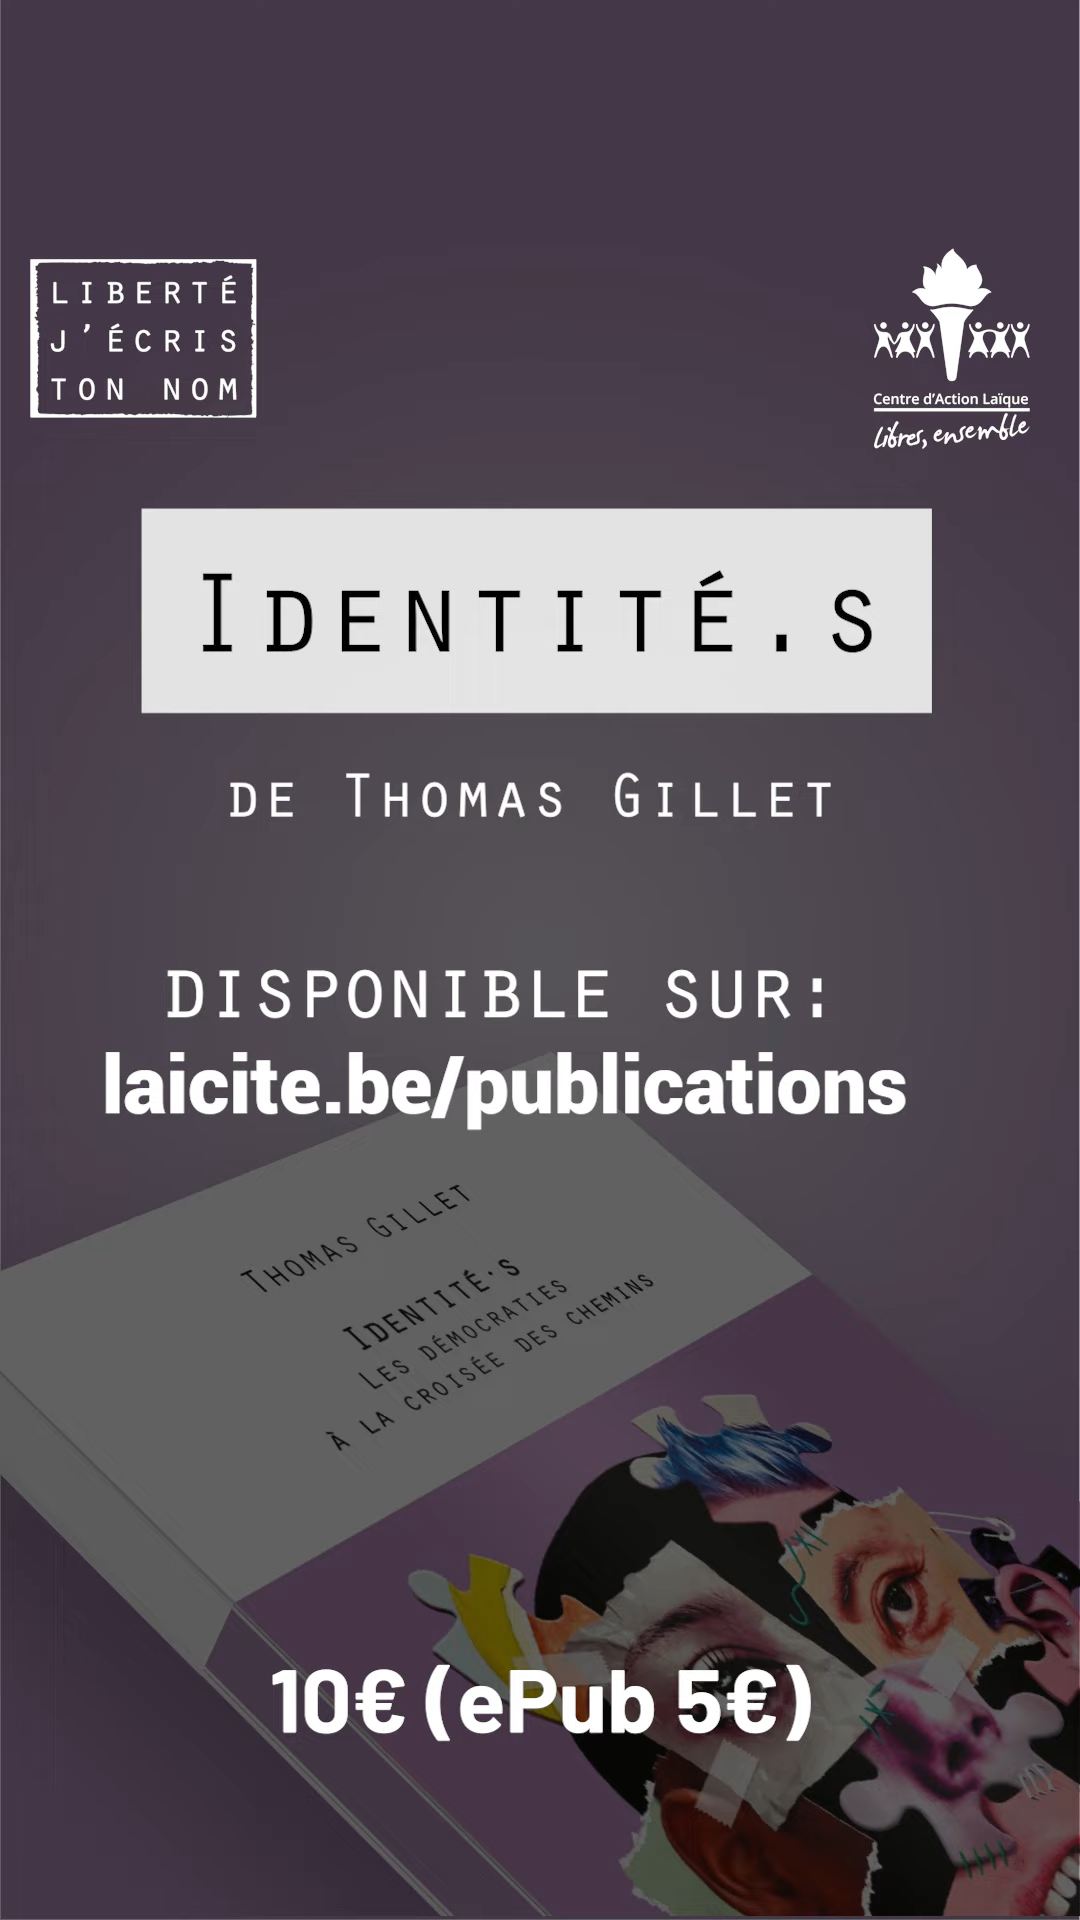 LIBERTÉ
J'ÉCRIS
TON NOM
Centre d'Action Laïque
libres, ensemble
IDENTITÉ.S
DE THOMAS GILLET
DISPONIBLE SUR:
laicite.be/publications
THOMAS GILLET
IDENTITÉ·S
LES DÉMOCRATIES
À LA CROISÉE DES CHEMINS
10€ (ePub 5€)